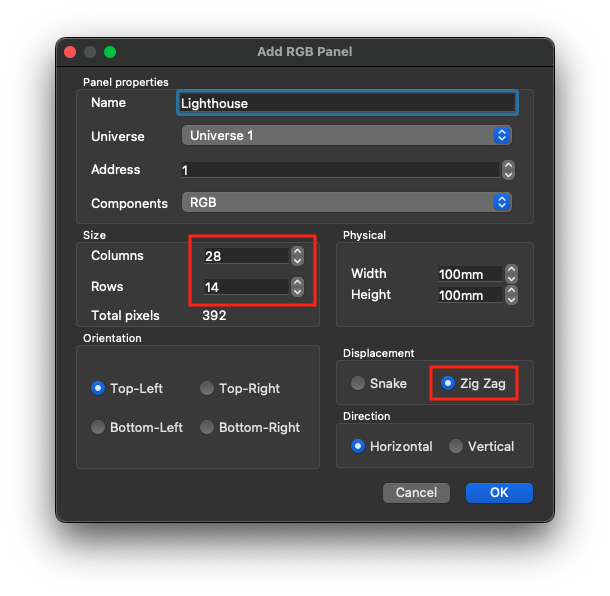 Add RGB Panel
Panel properties
Name Lighthouse
Universe Universe 1
Address 1
Components RGB
Size
Columns 28
Rows 14
Total pixels 392
Physical
Width 100mm
Height 100mm
Orientation
Top-Left Top-Right
Bottom-Left Bottom-Right
Displacement
Snake Zig Zag
Direction
Horizontal Vertical
Cancel OK